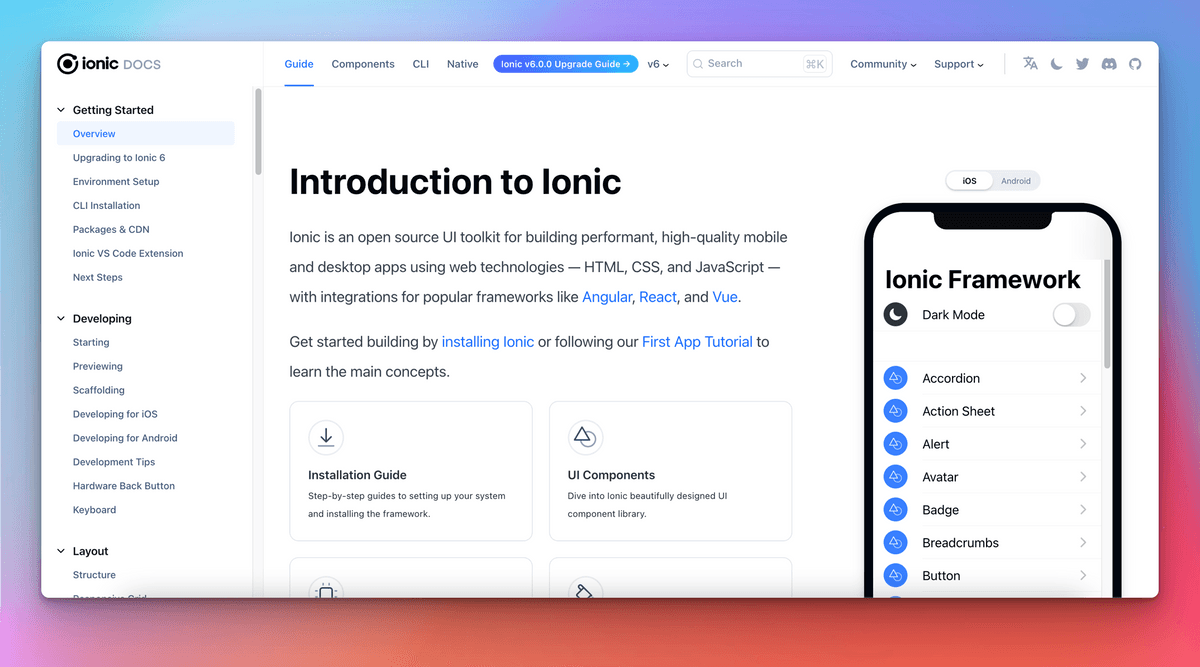 ionic DOCS
Guide
Components
CLI
Native
Ionic v6.0.0 Upgrade Guide →
v6
Search
⌘K
Community
Support
Getting Started
Overview
Upgrading to Ionic 6
Environment Setup
CLI Installation
Packages & CDN
Ionic VS Code Extension
Next Steps
Developing
Starting
Previewing
Scaffolding
Developing for iOS
Developing for Android
Development Tips
Hardware Back Button
Keyboard
Layout
Structure
Responsive Grid
Introduction to Ionic
Ionic is an open source UI toolkit for building performant, high-quality mobile
and desktop apps using web technologies — HTML, CSS, and JavaScript —
with integrations for popular frameworks like Angular, React, and Vue.
Get started building by installing Ionic or following our First App Tutorial to
learn the main concepts.
Installation Guide
Step-by-step guides to setting up your system
and installing the framework.
UI Components
Dive into Ionic beautifully designed UI
component library.
iOS
Android
Ionic Framework
Dark Mode
Accordion
Action Sheet
Alert
Avatar
Badge
Breadcrumbs
Button